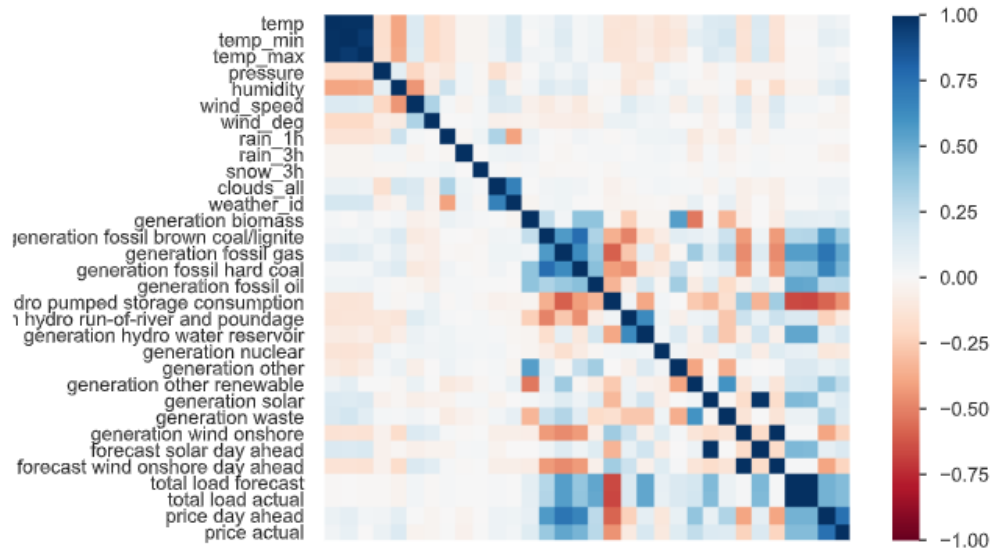 temp
temp_min
temp_max
pressure
humidity
wind_speed
wind_deg
rain_1h
rain_3h
snow_3h
clouds_all
weather_id
generation biomass
generation fossil brown coal/lignite
generation fossil gas
generation fossil hard coal
generation fossil oil
dro pumped storage consumption
hydro run-of-river and poundage
generation hydro water reservoir
generation nuclear
generation other
generation other renewable
generation solar
generation waste
generation wind onshore
forecast solar day ahead
forecast wind onshore day ahead
total load forecast
total load actual
price day ahead
price actual
1.00
0.75
0.50
0.25
0.00
−0.25
−0.50
−0.75
−1.00